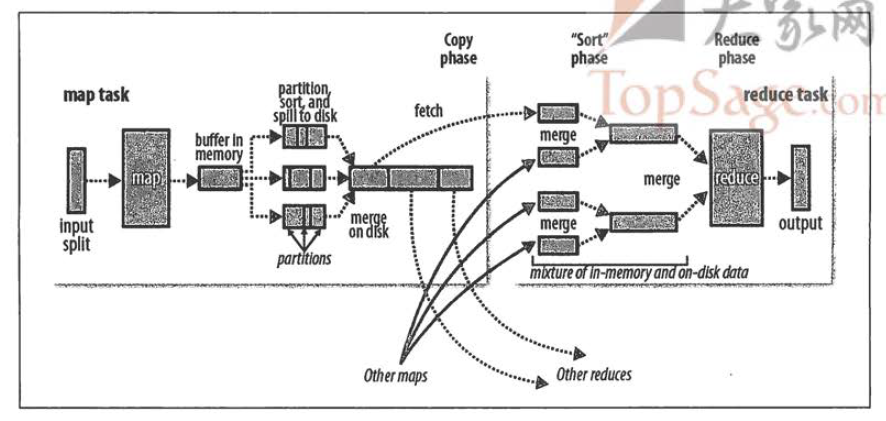 大家网
TopSage.com
Copy
phase
"Sort"
phase
Reduce
phase
map task
partition,
sort, and
spill to disk
fetch
reduce task
buffer in
memory
merge
map
merge
reduce
input
split
merge
on disk
merge
output
partitions
mixture of in-memory and on-disk data
Other maps
Other reduces